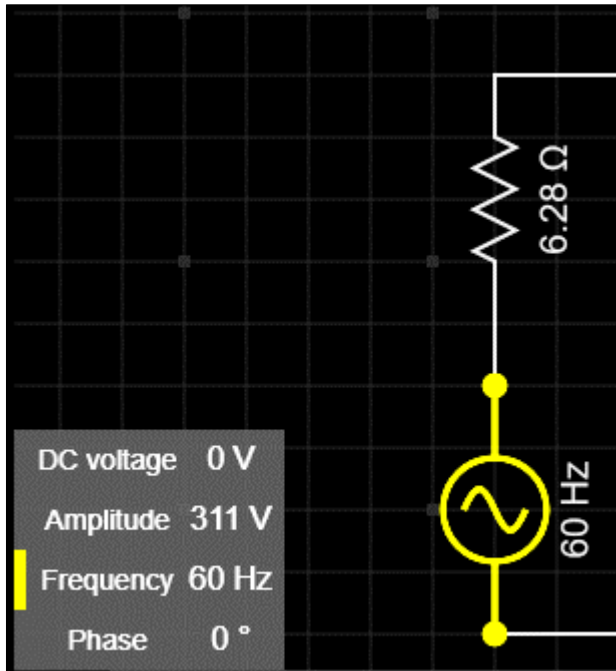 6.28 Ω
60 Hz
DC voltage 0 V
Amplitude 311 V
Frequency 60 Hz
Phase 0 °